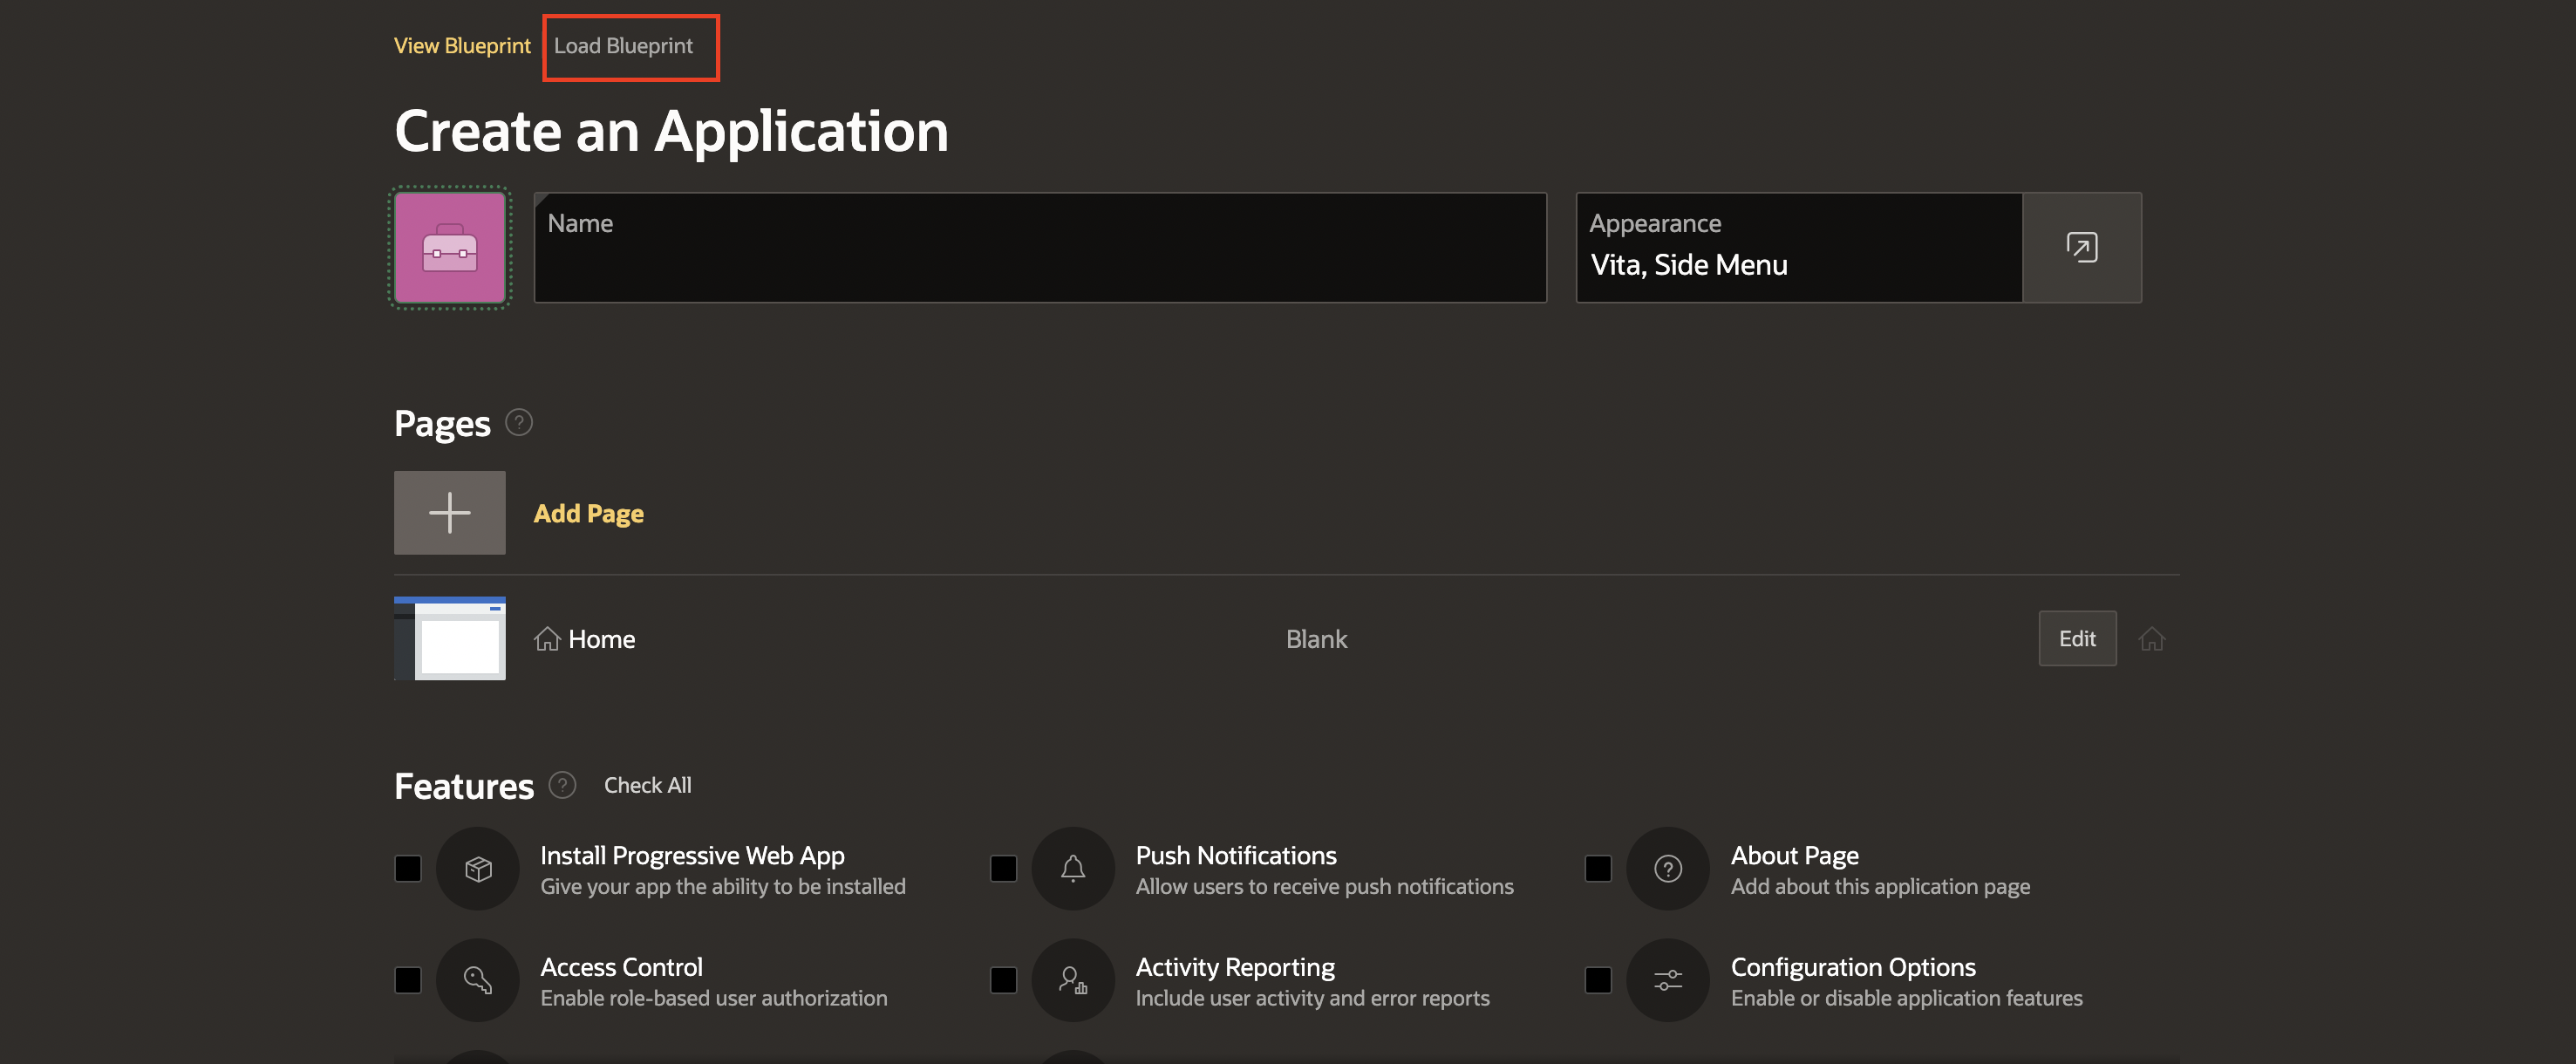 View Blueprint Load Blueprint
Create an Application
Name
Appearance
Vita, Side Menu
Pages ?
Add Page
Home Blank Edit
Features ? Check All
Install Progressive Web App
Give your app the ability to be installed
Push Notifications
Allow users to receive push notifications
? About Page
Add about this application page
Access Control
Enable role-based user authorization
Activity Reporting
Include user activity and error reports
Configuration Options
Enable or disable application features